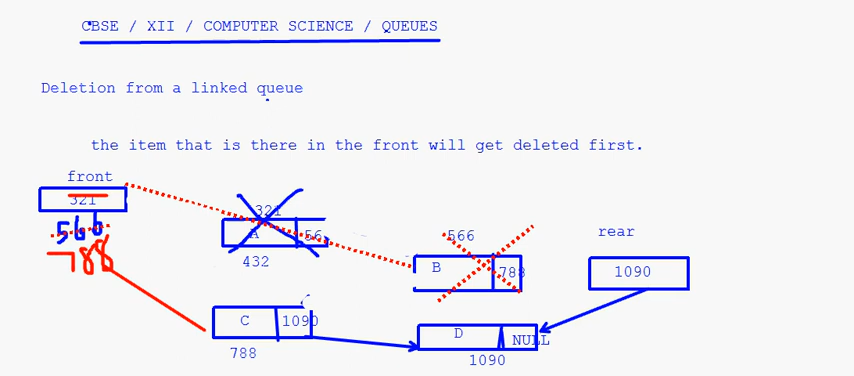 CBSE / XII / COMPUTER SCIENCE / QUEUES
Deletion from a linked queue
the item that is there in the front will get deleted first.
front
321
566
788
321
A 56
432
566
B 788
rear
1090
C 1090
788
D NULL
1090